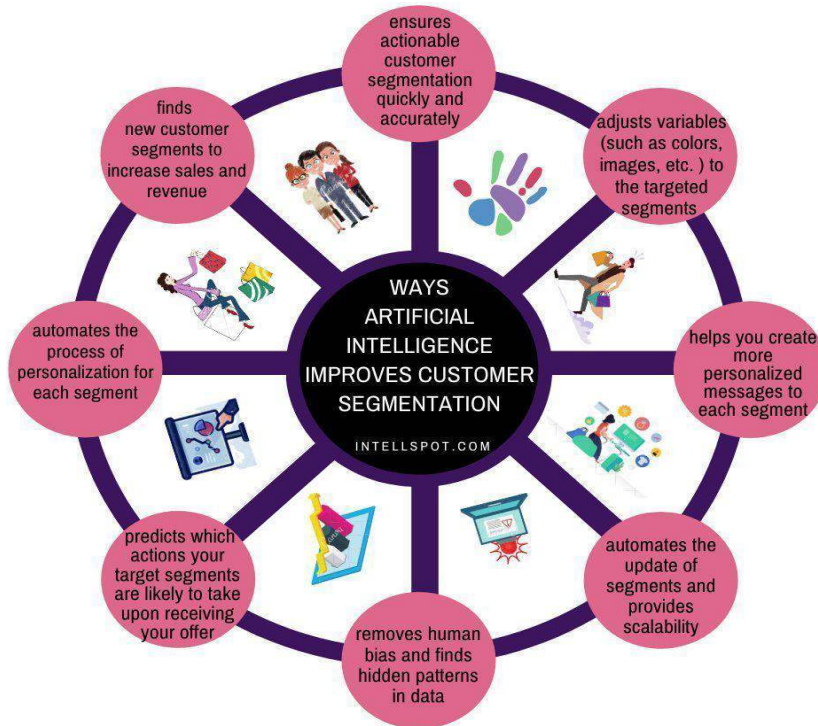 WAYS
ARTIFICIAL
INTELLIGENCE
IMPROVES CUSTOMER
SEGMENTATION
INTELLSPOT.COM
ensures
actionable
customer
segmentation
quickly and
accurately
adjusts variables
(such as colors,
images, etc. ) to
the targeted
segments
helps you create
more
personalized
messages to
each segment
automates the
update of
segments and
provides
scalability
removes human
bias and finds
hidden patterns
in data
predicts which
actions your
target segments
are likely to take
upon receiving
your offer
automates the
process of
personalization for
each segment
finds
new customer
segments to
increase sales and
revenue